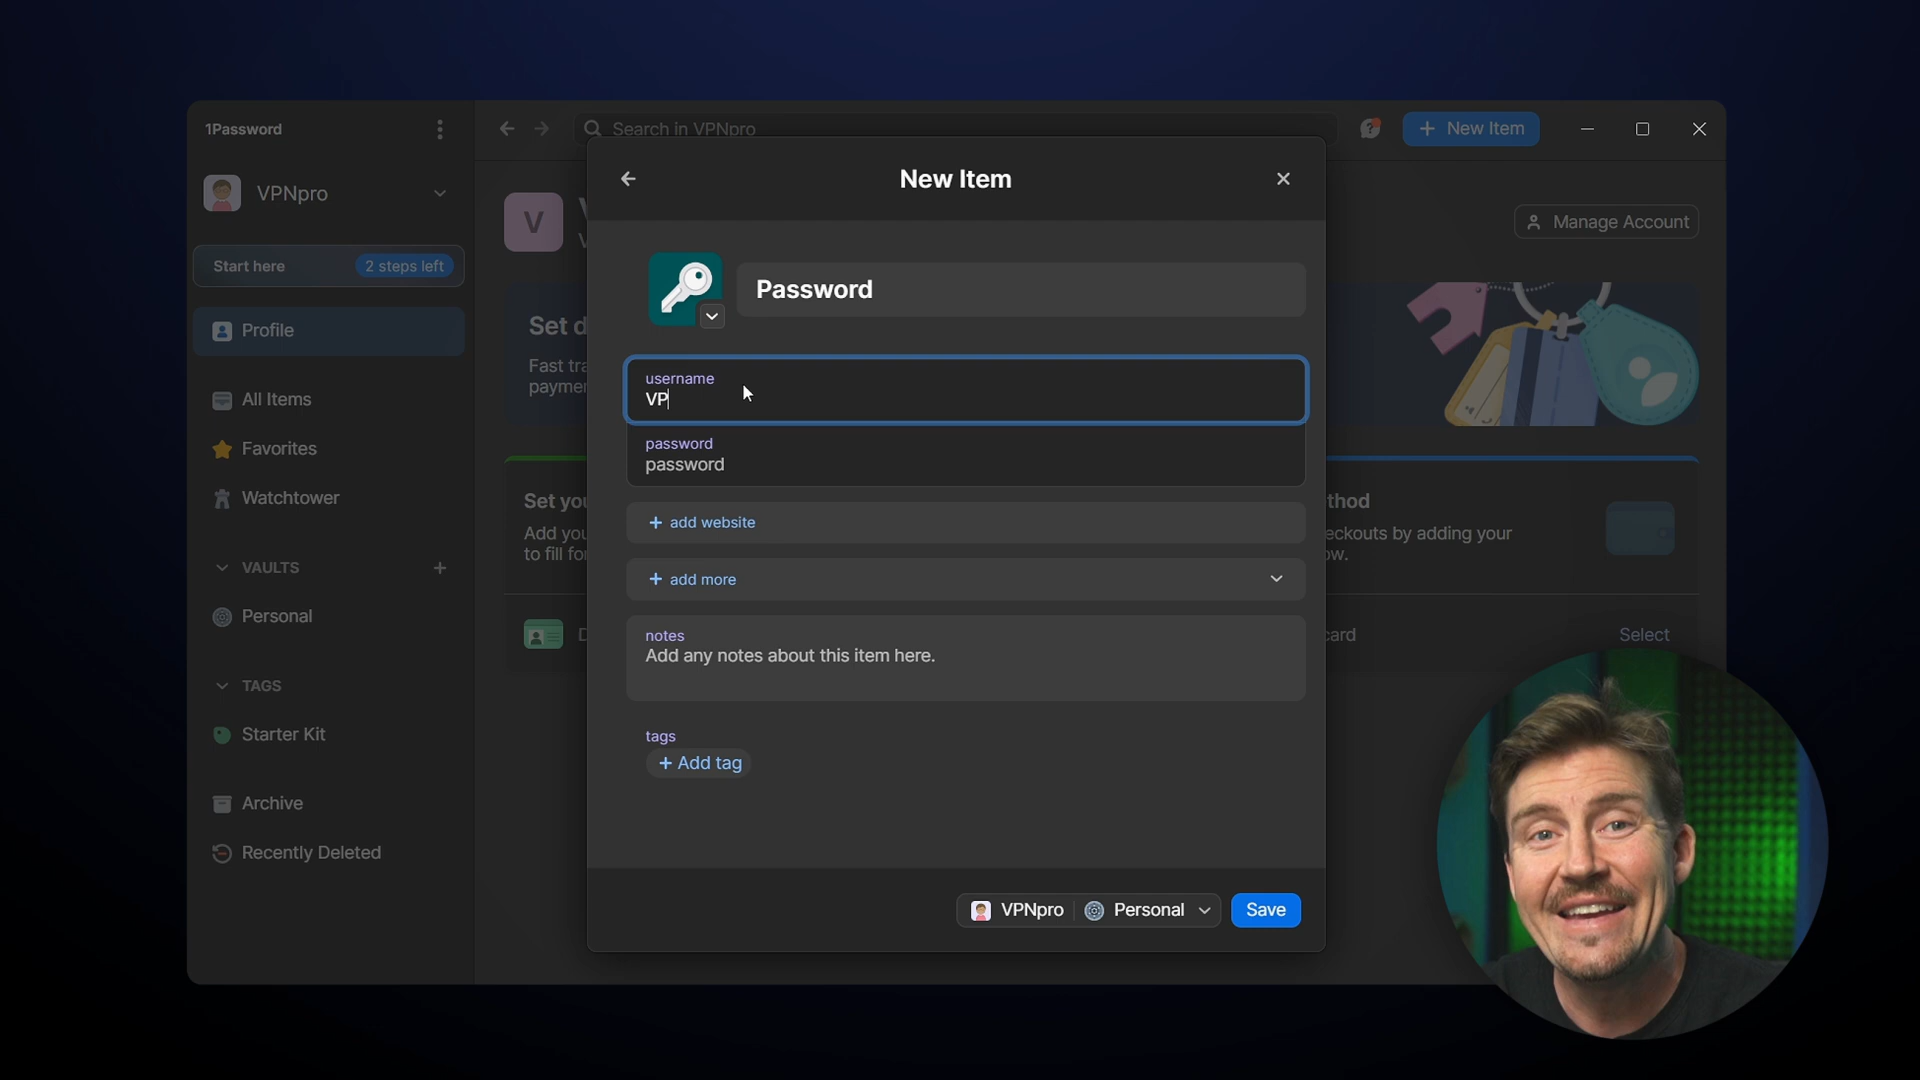 1Password
Search in VPNpro
New Item
VPNpro
New Item
V
Manage Account
Start here
2 steps left
Password
Profile
Set d
Fast tra
paymen
username
VP
All Items
password
password
Favorites
Watchtower
Set you
Add you
to fill for
thod
eckouts by adding your
ow.
add website
VAULTS
add more
Personal
card
Select
notes
Add any notes about this item here.
TAGS
Starter Kit
tags
Add tag
Archive
Recently Deleted
VPNpro
Personal
Save